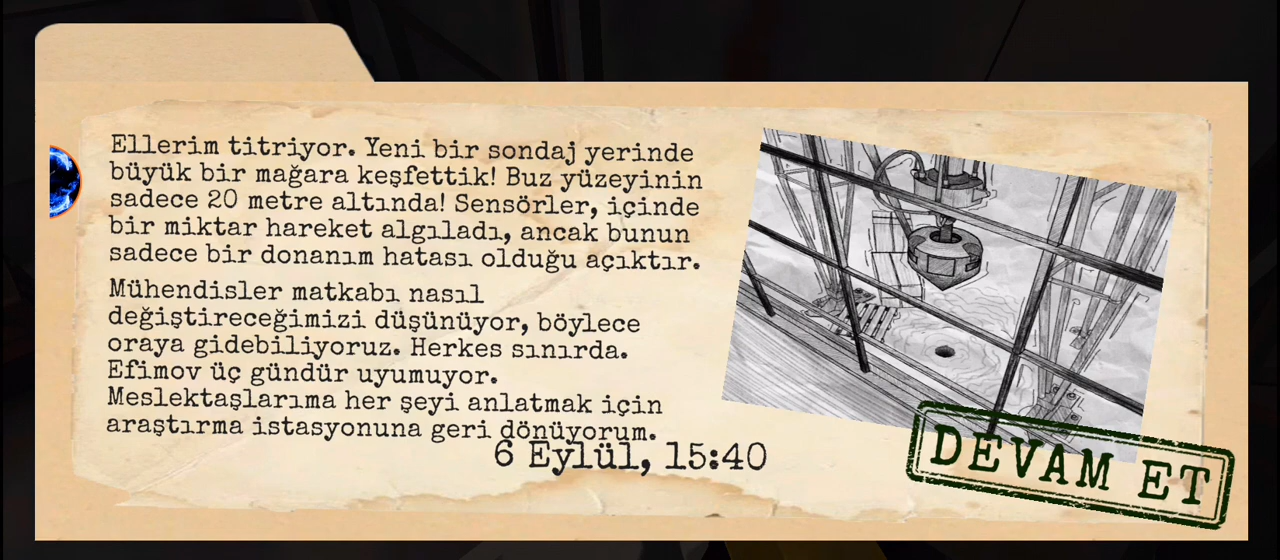 Ellerim titriyor. Yeni bir sondaj yerinde
büyük bir mağara keşfettik! Buz yüzeyinin
sadece 20 metre altında! Sensörler, içinde
bir miktar hareket algıladı, ancak bunun
sadece bir donanım hatası olduğu açıktır.
Mühendisler matkabı nasıl
değiştireceğimizi düşünüyor, böylece
oraya gidebiliyoruz. Herkes sınırda.
Efimov üç gündür uyumuyor.
Meslektaşlarıma her şeyi anlatmak için
araştırma istasyonuna geri dönüyorum.
6 Eylül, 15:40
DEVAM ET